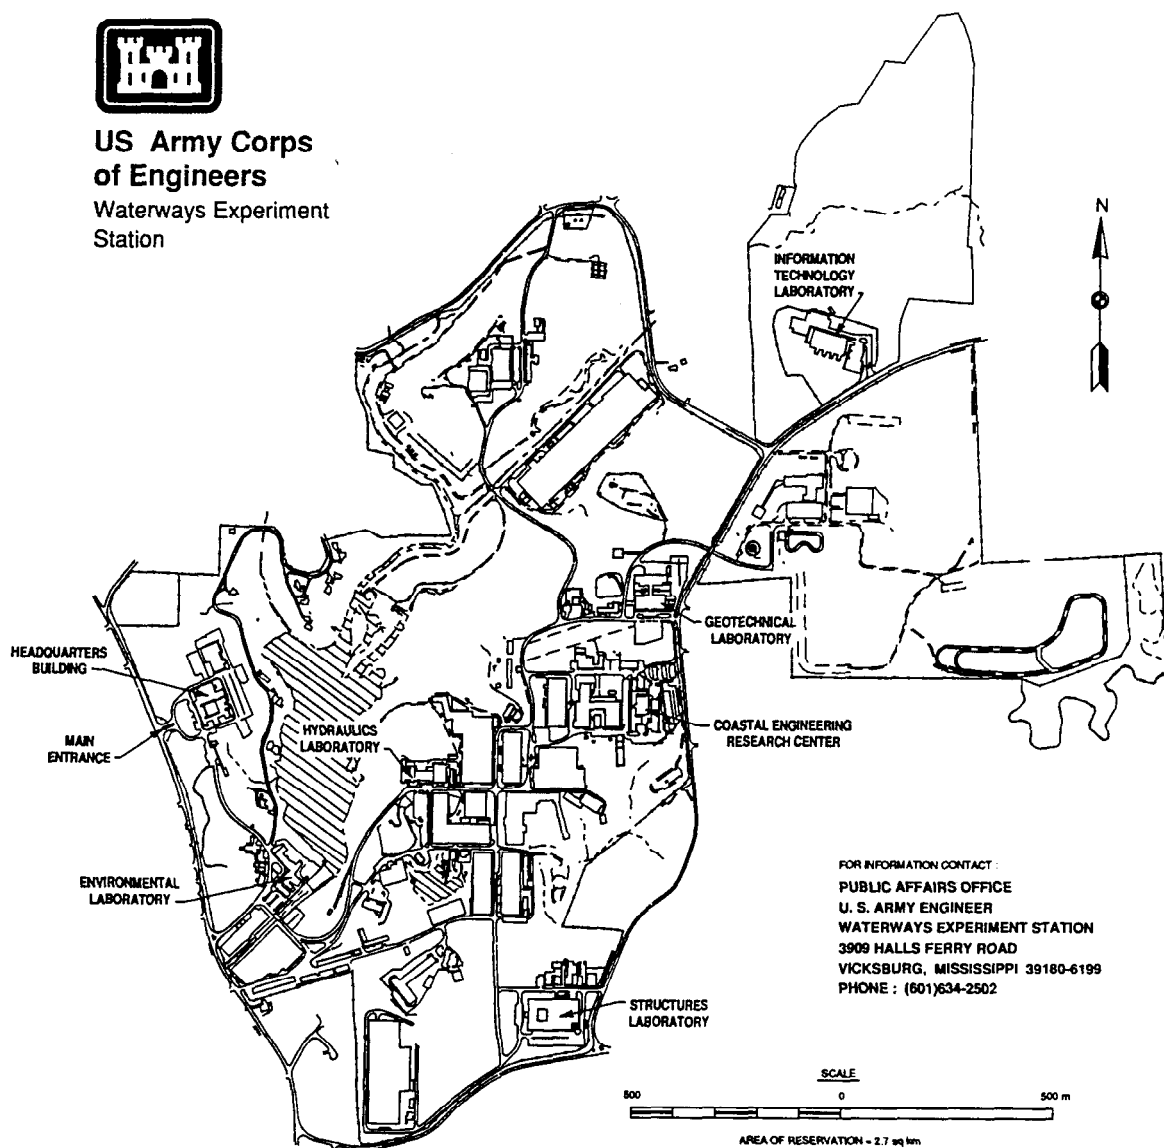 US Army Corps
of Engineers
Waterways Experiment
Station
N
INFORMATION
TECHNOLOGY
LABORATORY
GEOTECHNICAL
LABORATORY
HEADQUARTERS
BUILDING
HYDRAULICS
LABORATORY
COASTAL ENGINEERING
RESEARCH CENTER
MAIN
ENTRANCE
ENVIRONMENTAL
LABORATORY
FOR INFORMATION CONTACT :
PUBLIC AFFAIRS OFFICE
U. S. ARMY ENGINEER
WATERWAYS EXPERIMENT STATION
3909 HALLS FERRY ROAD
VICKSBURG, MISSISSIPPI 39180-6199
PHONE : (601)634-2502
STRUCTURES
LABORATORY
SCALE
500 0 500 m
AREA OF RESERVATION = 2.7 sq km